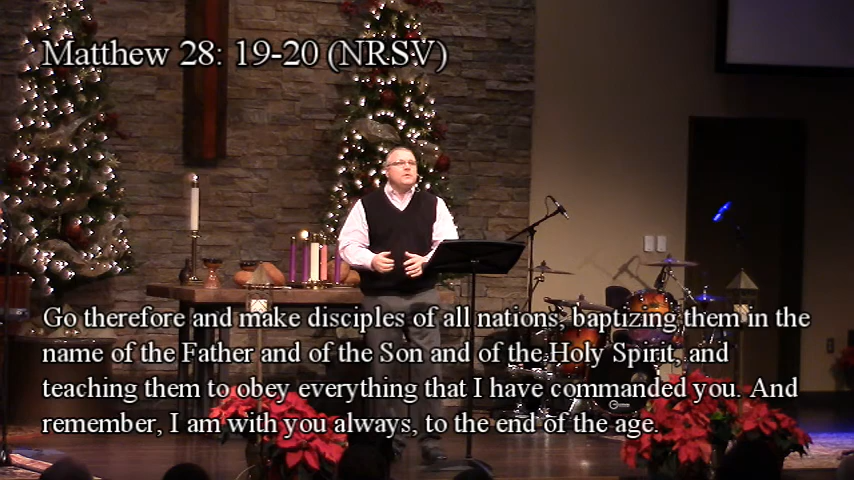 Matthew 28: 19-20 (NRSV)
Go therefore and make disciples of all nations, baptizing them in the
name of the Father and of the Son and of the Holy Spirit, and
teaching them to obey everything that I have commanded you. And
remember, I am with you always, to the end of the age.